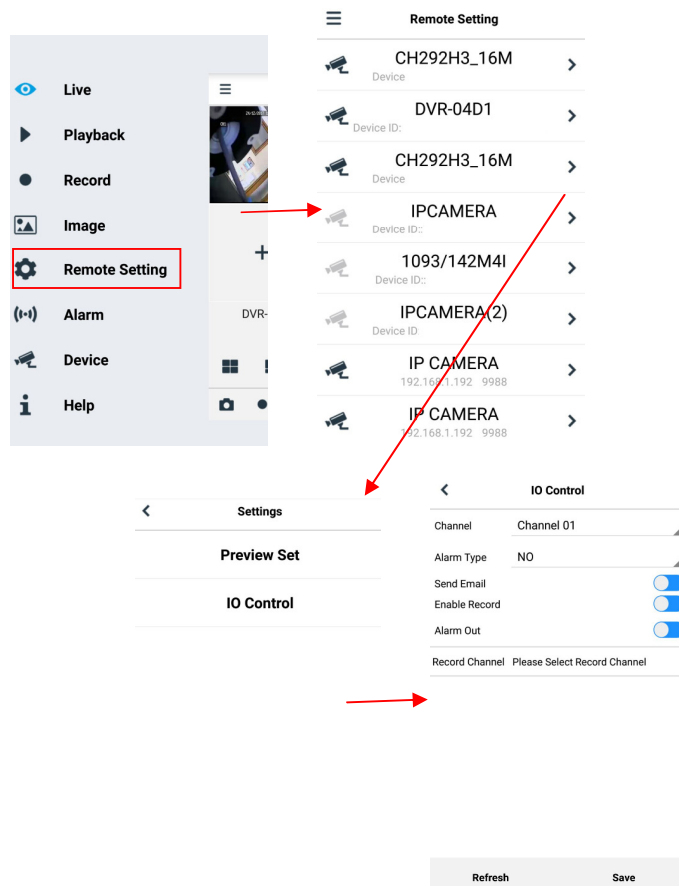 Live
Playback
Record
Image
Remote Setting
Alarm
Device
Help
DVR-
Remote Setting
CH292H3_16M
Device
DVR-04D1
Device ID:
CH292H3_16M
Device
IPCAMERA
Device ID::
1093/142M4I
Device ID::
IPCAMERA(2)
Device ID
IP CAMERA
192.168.1.192 9988
IP CAMERA
192.168.1.192 9988
Settings
Preview Set
IO Control
IO Control
Channel Channel 01
Alarm Type NO
Send Email
Enable Record
Alarm Out
Record Channel Please Select Record Channel
Refresh Save